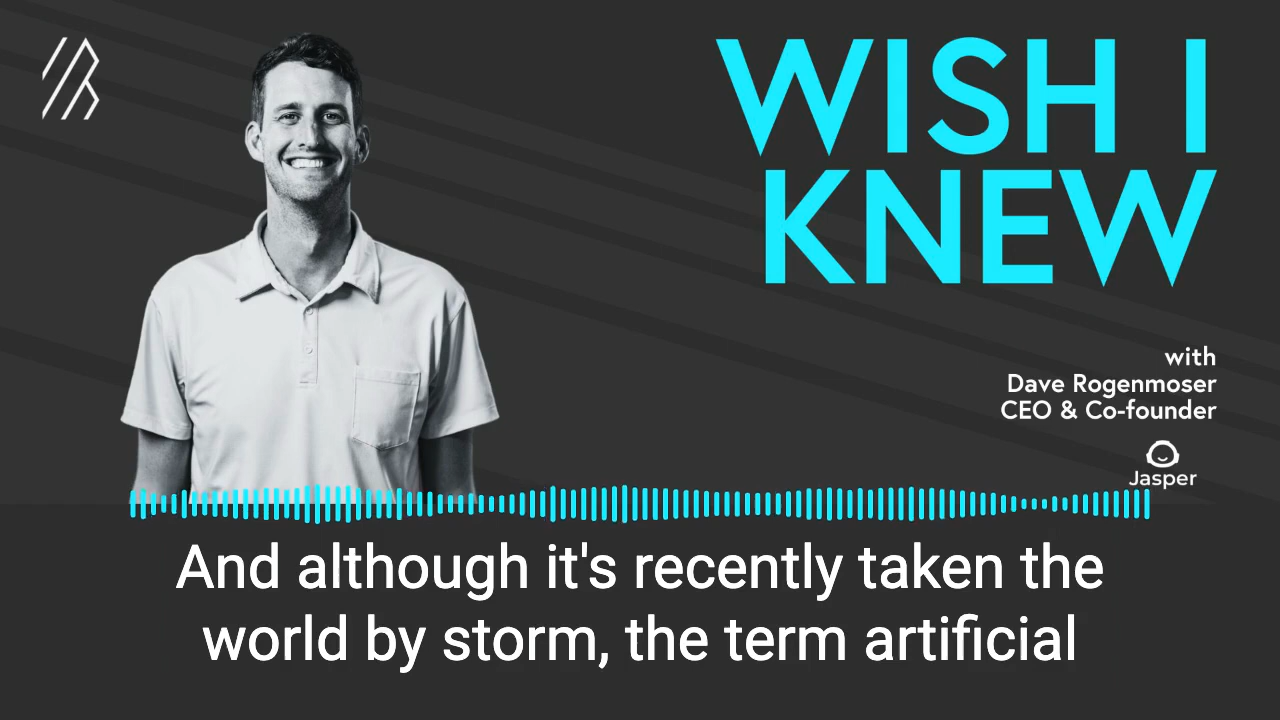 WISH I
KNEW
with
Dave Rogenmoser
CEO & Co-founder
Jasper
And although it's recently taken the
world by storm, the term artificial